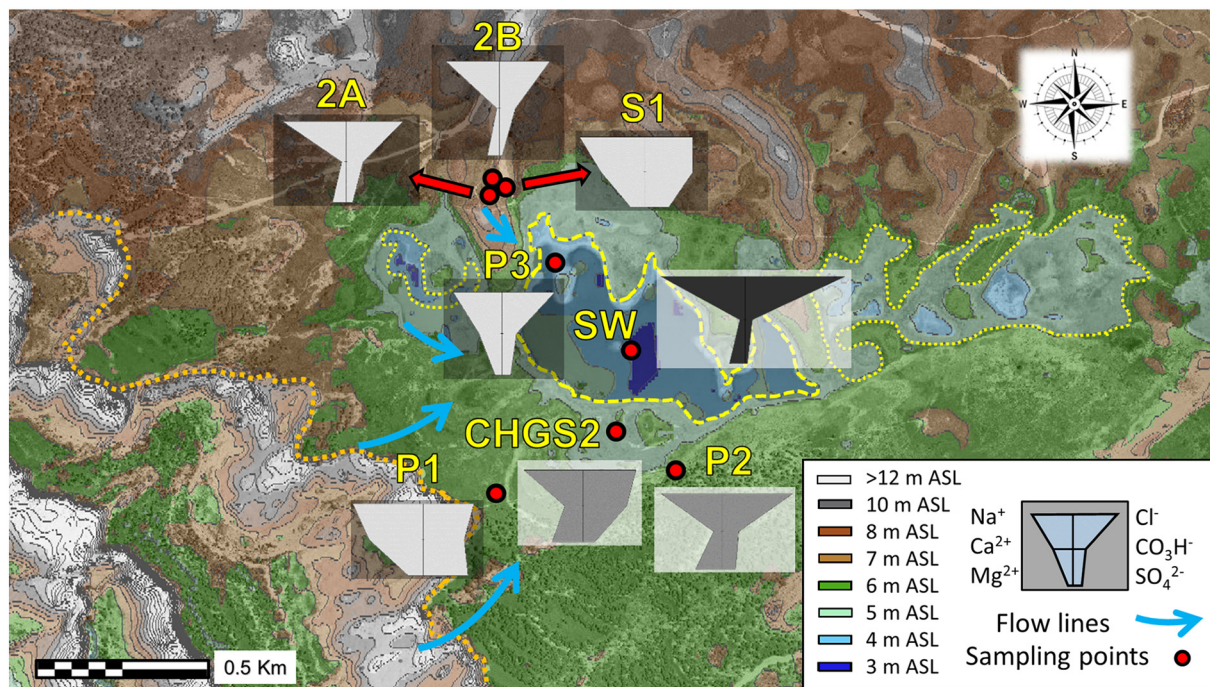 2B
2A
S1
N
W
E
S
P3
SW
CHGS2
P1
P2
>12 m ASL
10 m ASL
8 m ASL
7 m ASL
6 m ASL
5 m ASL
4 m ASL
3 m ASL
Na⁺ Cl⁻
Ca²⁺ CO₃H⁻
Mg²⁺ SO₄²⁻
Flow lines
Sampling points
0.5 Km